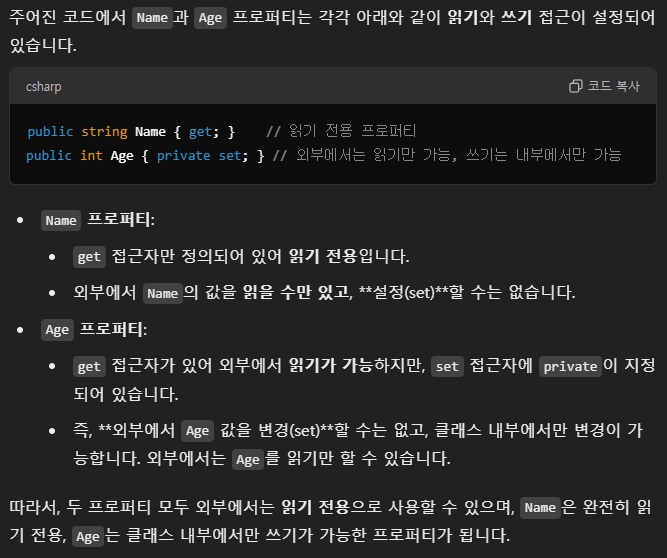 주어진 코드에서 Name과 Age 프로퍼티는 각각 아래와 같이 읽기와 쓰기 접근이 설정되어
있습니다.
csharp
코드 복사
public string Name { get; }    // 읽기 전용 프로퍼티
public int Age { private set; } // 외부에서는 읽기만 가능, 쓰기는 내부에서만 가능
• Name 프로퍼티:
• get 접근자만 정의되어 있어 읽기 전용입니다.
• 외부에서 Name의 값을 읽을 수만 있고, **설정(set)**할 수는 없습니다.
• Age 프로퍼티:
• get 접근자가 있어 외부에서 읽기가 가능하지만, set 접근자에 private이 지정
되어 있습니다.
• 즉, **외부에서 Age 값을 변경(set)**할 수는 없고, 클래스 내부에서만 변경이 가
능합니다. 외부에서는 Age를 읽기만 할 수 있습니다.
따라서, 두 프로퍼티 모두 외부에서는 읽기 전용으로 사용할 수 있으며, Name은 완전히 읽
기 전용, Age는 클래스 내부에서만 쓰기가 가능한 프로퍼티가 됩니다.